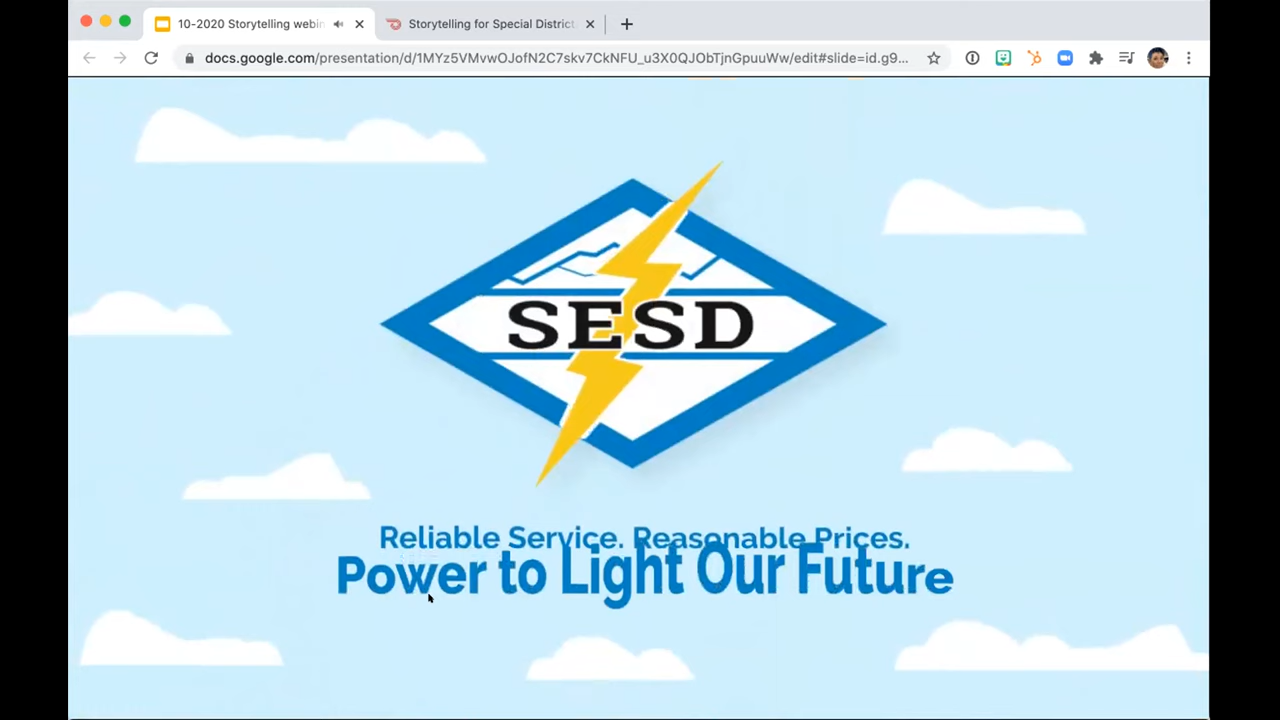 10-2020 Storytelling webin
Storytelling for Special District
docs.google.com/presentation/d/1MYz5VMvwOJofN2C7skv7CkNFU_u3X0QJObTjnGpuuWw/edit#slide=id.g9...
SESD
Reliable Service. Reasonable Prices.
Power to Light Our Future